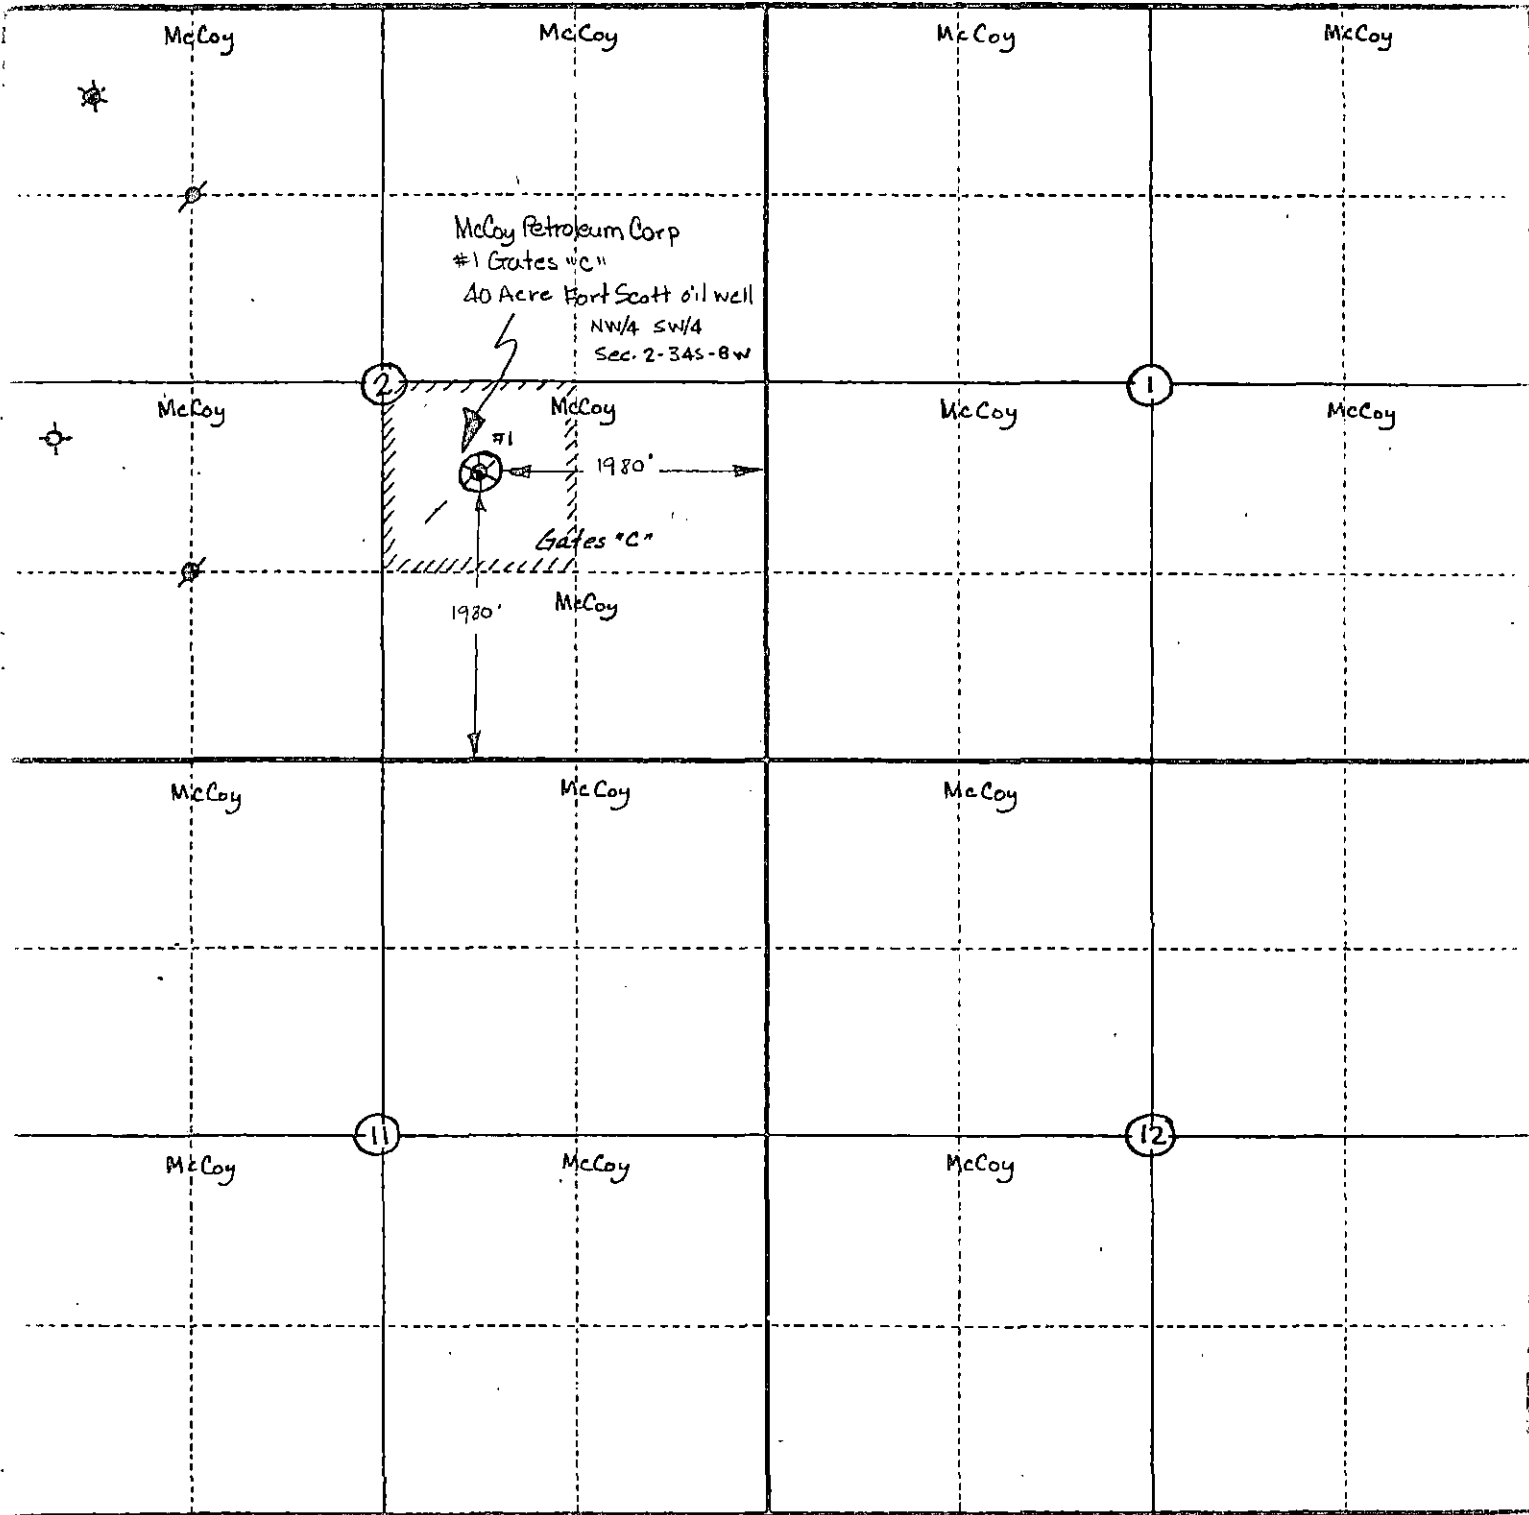 McCoy
McCoy
McCoy
McCoy
McCoy Petroleum Corp
#1 Gates "C"
40 Acre Fort Scott oil well
NW/4 SW/4
Sec. 2-34S-8W
2
1
McCoy
McCoy
McCoy
McCoy
#1
1980'
Gates "C"
1980'
McCoy
McCoy
McCoy
McCoy
11
12
McCoy
McCoy
McCoy